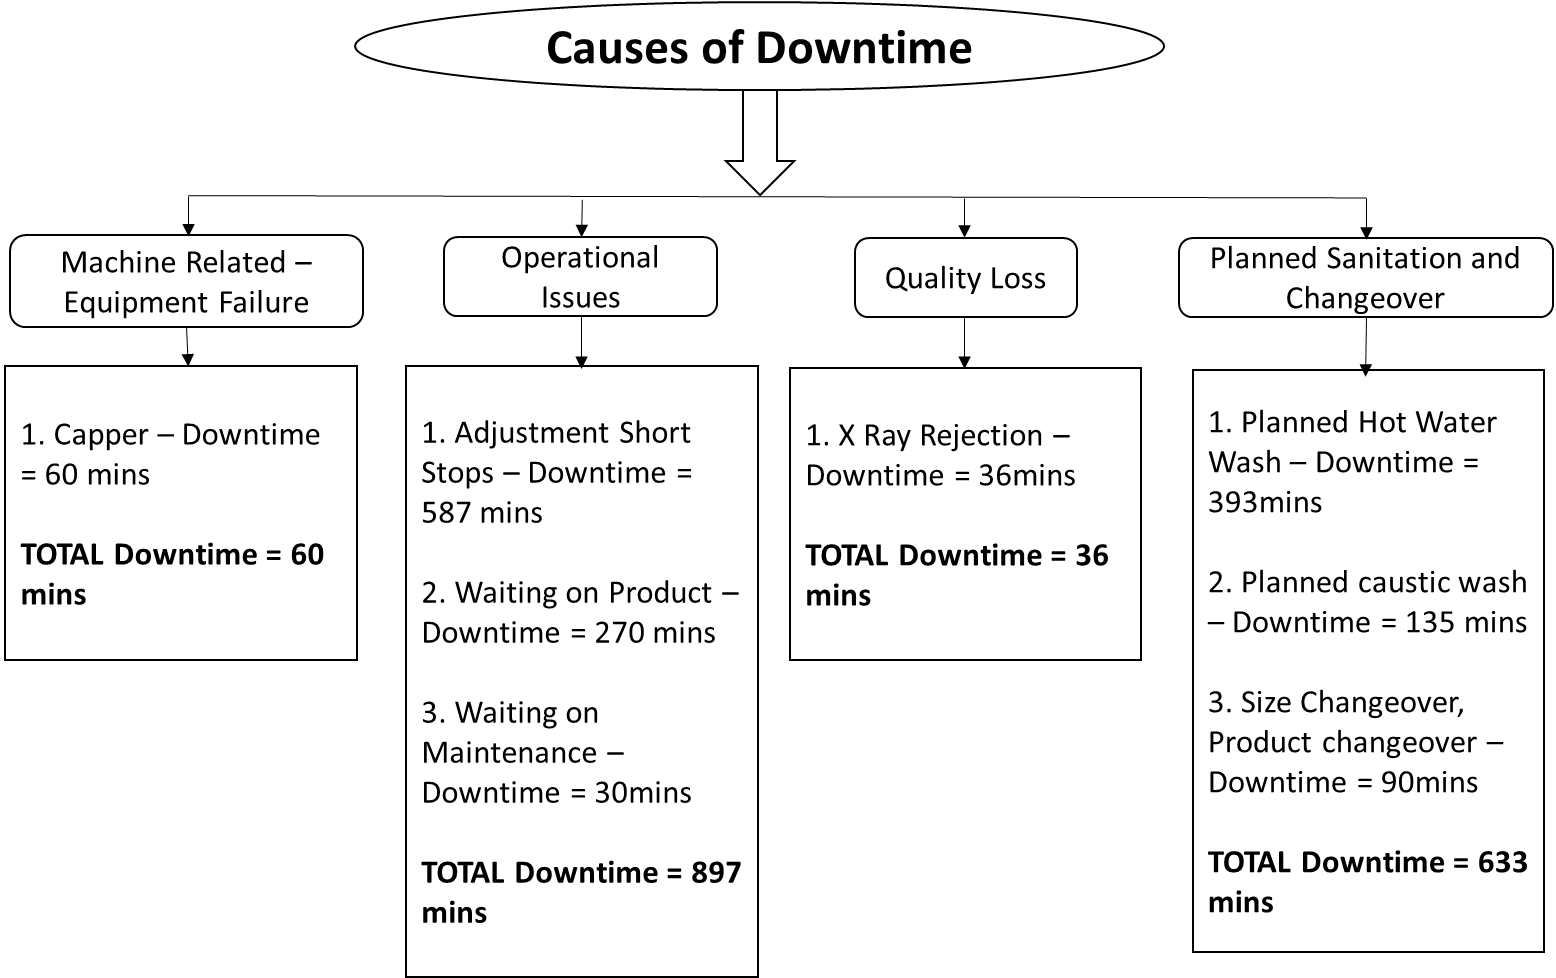 Causes of Downtime
Machine Related –
Equipment Failure
Operational
Issues
Quality Loss
Planned Sanitation and
Changeover
1. Capper – Downtime
= 60 mins
TOTAL Downtime = 60
mins
1. Adjustment Short
Stops – Downtime =
587 mins
2. Waiting on Product –
Downtime = 270 mins
3. Waiting on
Maintenance –
Downtime = 30mins
TOTAL Downtime = 897
mins
1. X Ray Rejection –
Downtime = 36mins
TOTAL Downtime = 36
mins
1. Planned Hot Water
Wash – Downtime =
393mins
2. Planned caustic wash
– Downtime = 135 mins
3. Size Changeover,
Product changeover –
Downtime = 90mins
TOTAL Downtime = 633
mins